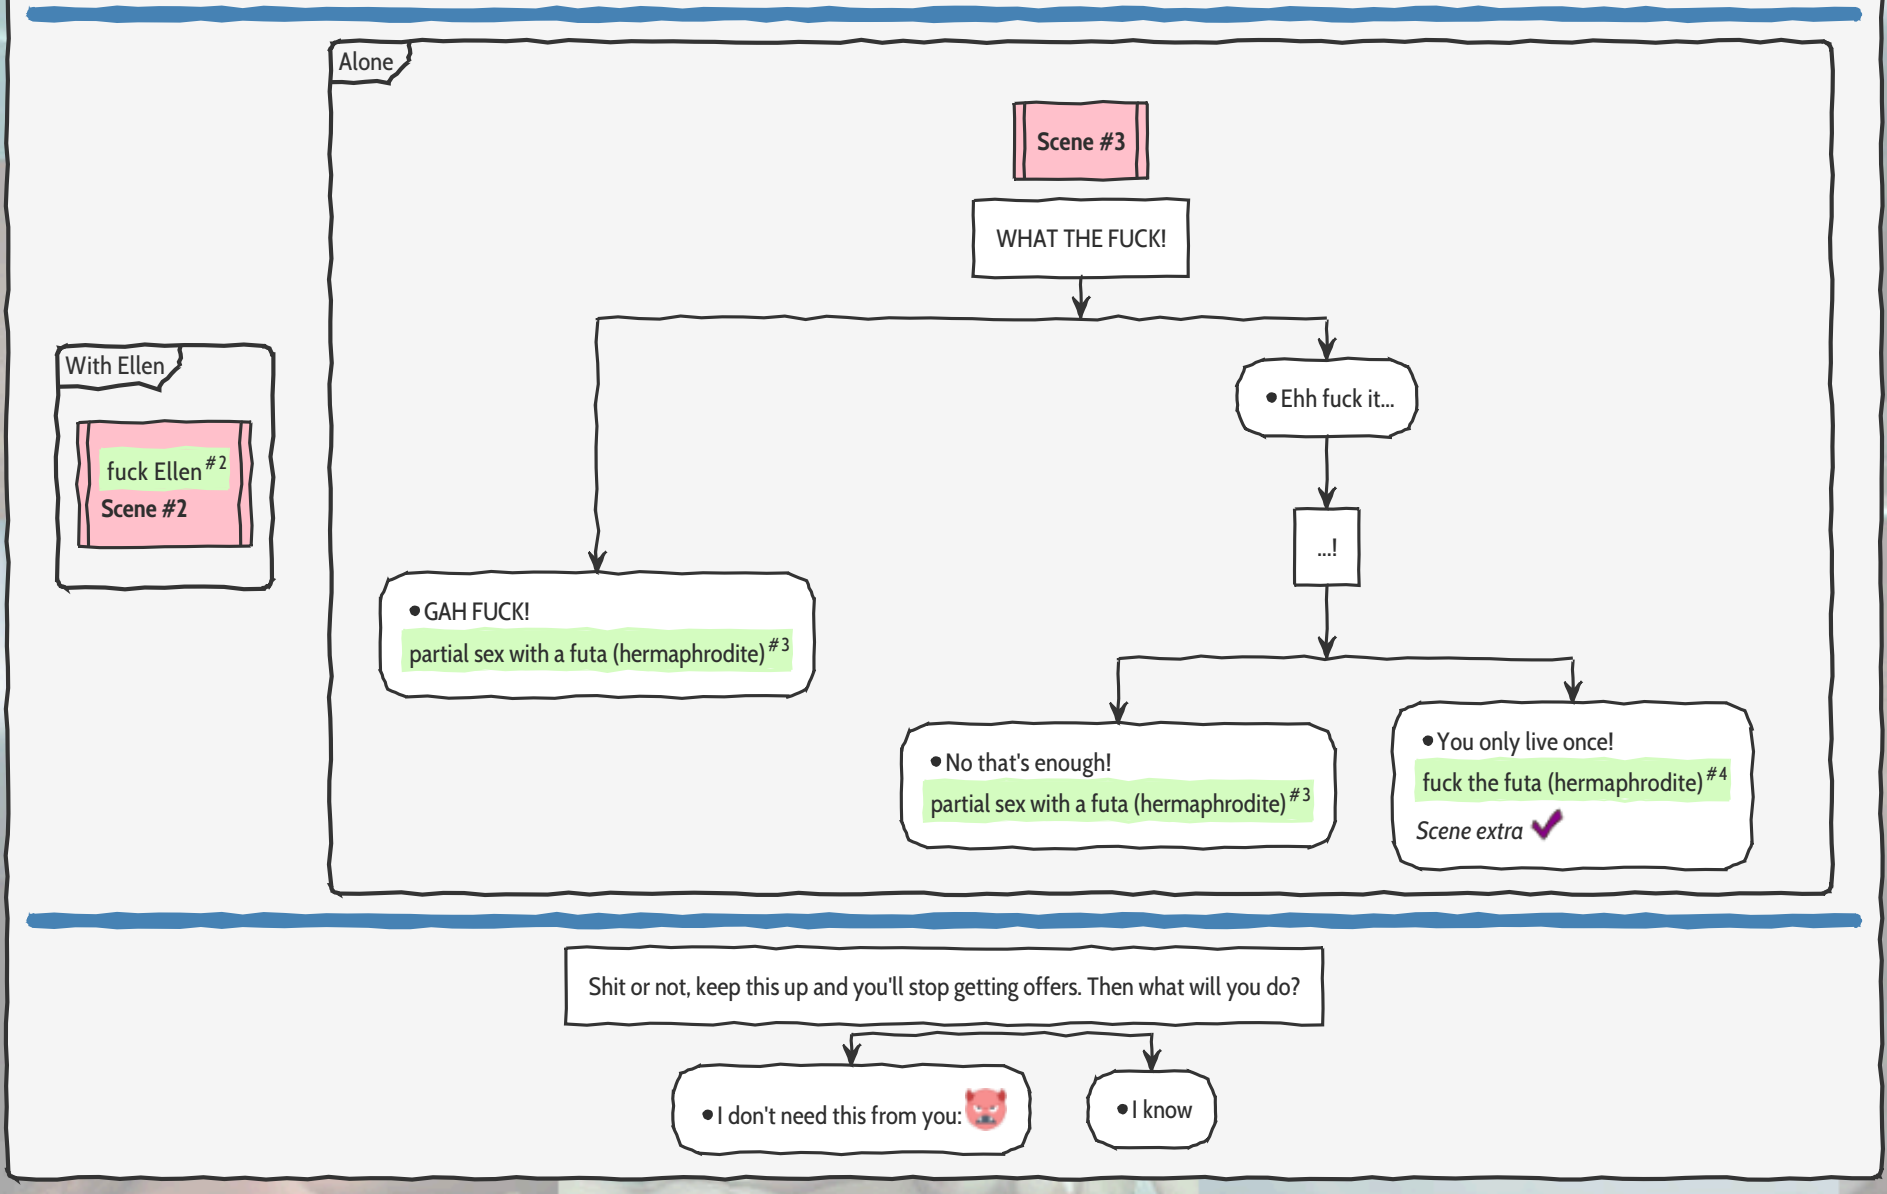 Alone
Scene #3
WHAT THE FUCK!
With Ellen
fuck Ellen #2
Scene #2
•Ehh fuck it...
...!
•GAH FUCK!
partial sex with a futa (hermaphrodite) #3
•No that's enough!
partial sex with a futa (hermaphrodite) #3
•You only live once!
fuck the futa (hermaphrodite) #4
Scene extra
Shit or not, keep this up and you'll stop getting offers. Then what will you do?
•I don't need this from you:
•I know